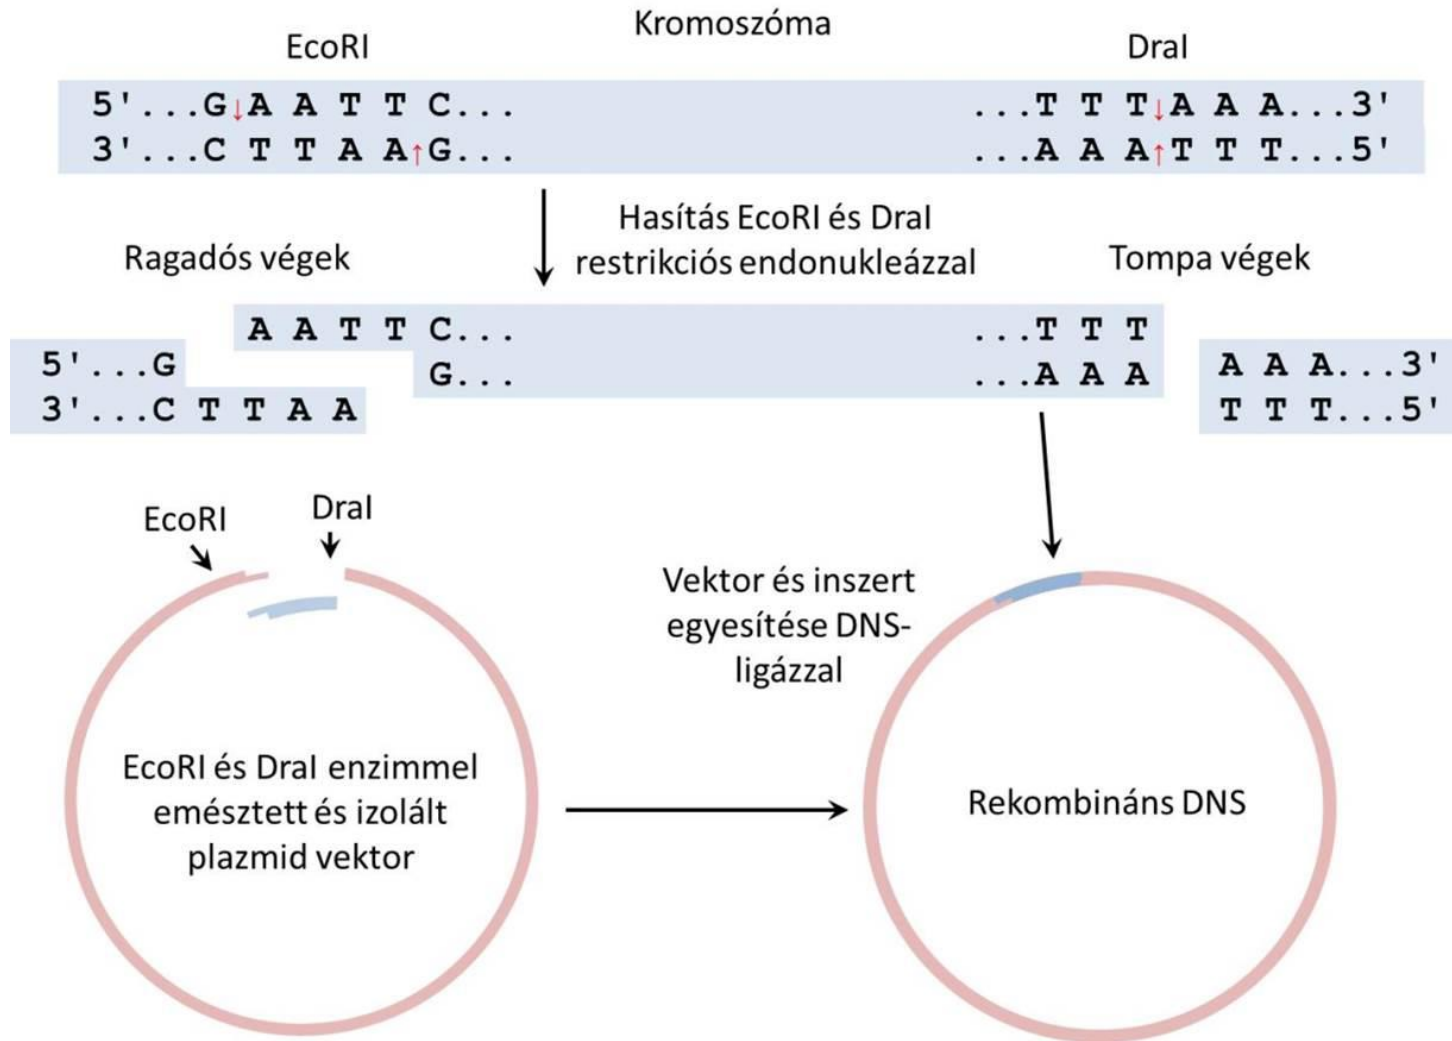 Kromoszóma
EcoRI
DraI
5'...G↓A A T T C...
...T T T↓A A A...3'
3'...C T T A A↑G...
...A A A↑T T T...5'
Hasítás EcoRI és DraI
restrikciós endonukleázzal
Ragadós végek
Tompa végek
A A T T C...
...T T T
G...
...A A A
5'...G
3'...C T T A A
A A A...3'
T T T...5'
EcoRI
DraI
Vektor és inszert
egyesítése DNS-
ligázzal
EcoRI és DraI enzimmel
emésztett és izolált
plazmid vektor
Rekombináns DNS